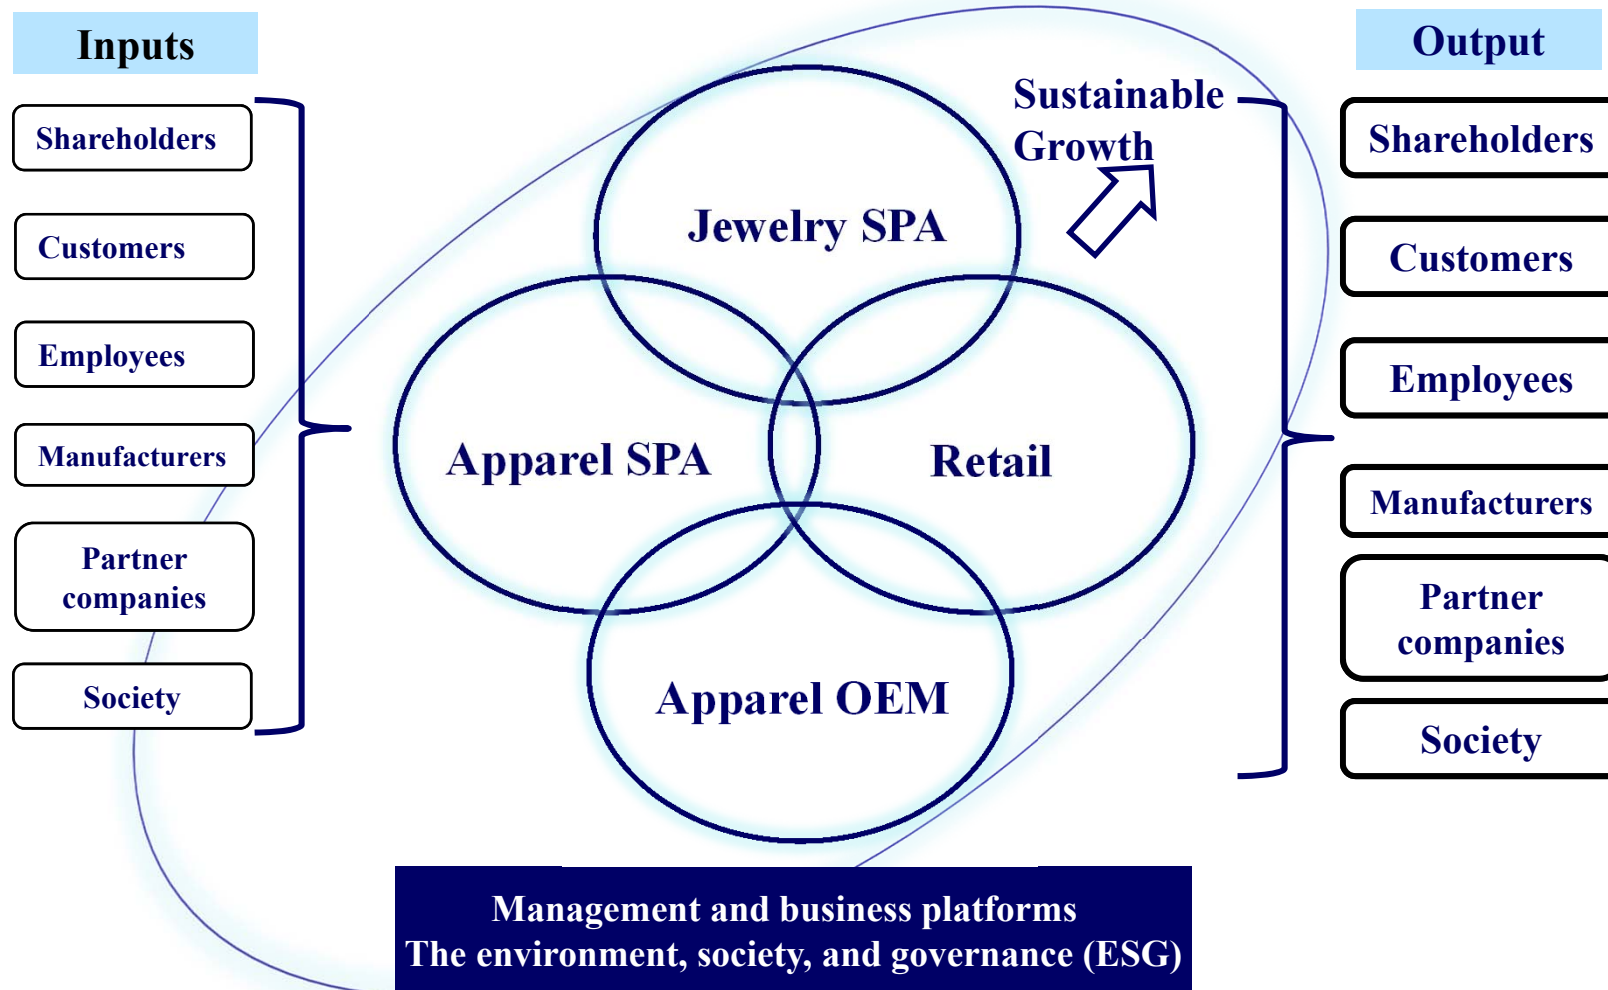 Inputs
Shareholders
Customers
Employees
Manufacturers
Partner
companies
Society
Sustainable
Growth
Jewelry SPA
Apparel SPA
Retail
Apparel OEM
Management and business platforms
The environment, society, and governance (ESG)
Output
Shareholders
Customers
Employees
Manufacturers
Partner
companies
Society